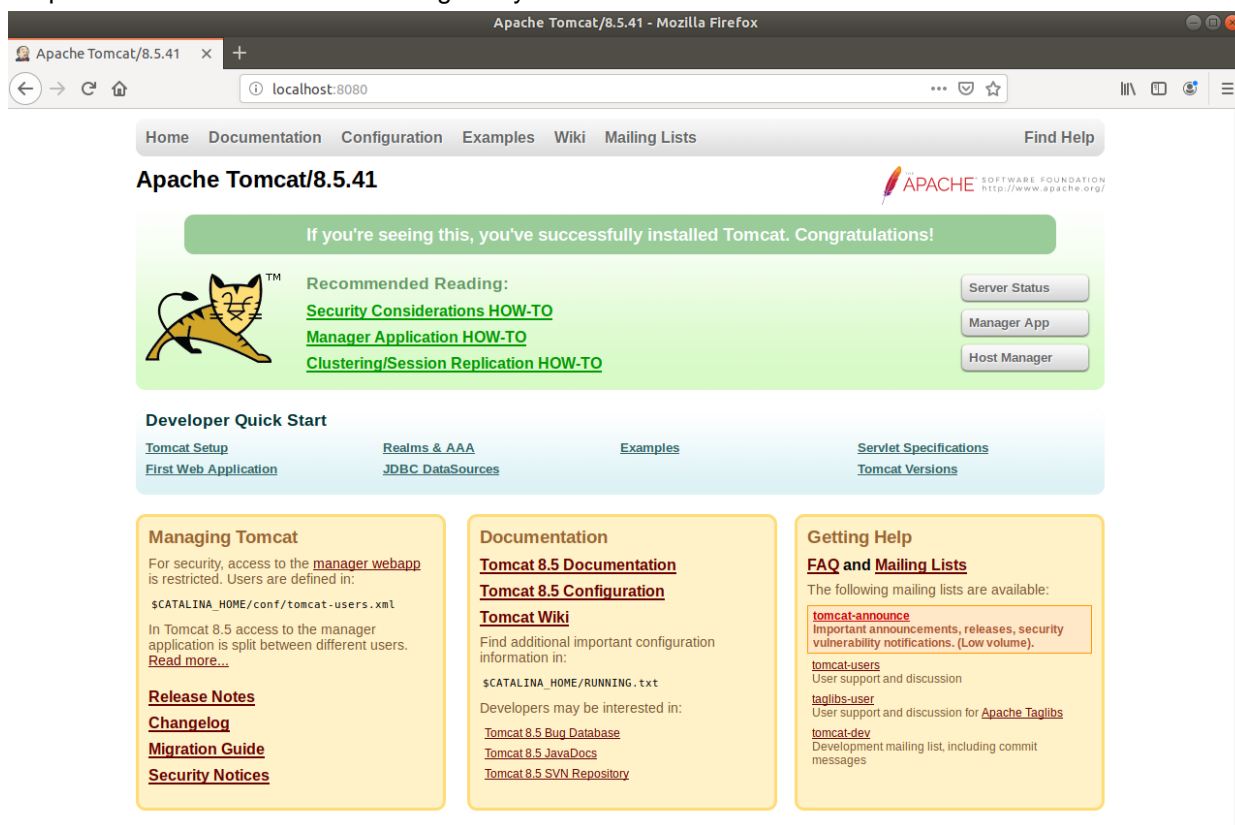 Apache Tomcat/8.5.41 - Mozilla Firefox
Apache Tomcat/8.5.41
localhost:8080
Home Documentation Configuration Examples Wiki Mailing Lists Find Help
Apache Tomcat/8.5.41
THE
APACHE SOFTWARE FOUNDATION
http://www.apache.org/
If you're seeing this, you've successfully installed Tomcat. Congratulations!
TM
Recommended Reading:
Security Considerations HOW-TO
Manager Application HOW-TO
Clustering/Session Replication HOW-TO
Server Status
Manager App
Host Manager
Developer Quick Start
Tomcat Setup
First Web Application
Realms & AAA
JDBC DataSources
Examples
Servlet Specifications
Tomcat Versions
Managing Tomcat
For security, access to the manager webapp
is restricted. Users are defined in:
$CATALINA_HOME/conf/tomcat-users.xml
In Tomcat 8.5 access to the manager
application is split between different users.
Read more...
Release Notes
Changelog
Migration Guide
Security Notices
Documentation
Tomcat 8.5 Documentation
Tomcat 8.5 Configuration
Tomcat Wiki
Find additional important configuration
information in:
$CATALINA_HOME/RUNNING.txt
Developers may be interested in:
Tomcat 8.5 Bug Database
Tomcat 8.5 JavaDocs
Tomcat 8.5 SVN Repository
Getting Help
FAQ and Mailing Lists
The following mailing lists are available:
tomcat-announce
Important announcements, releases, security
vulnerability notifications. (Low volume).
tomcat-users
User support and discussion
taglibs-user
User support and discussion for Apache Taglibs
tomcat-dev
Development mailing list, including commit
messages